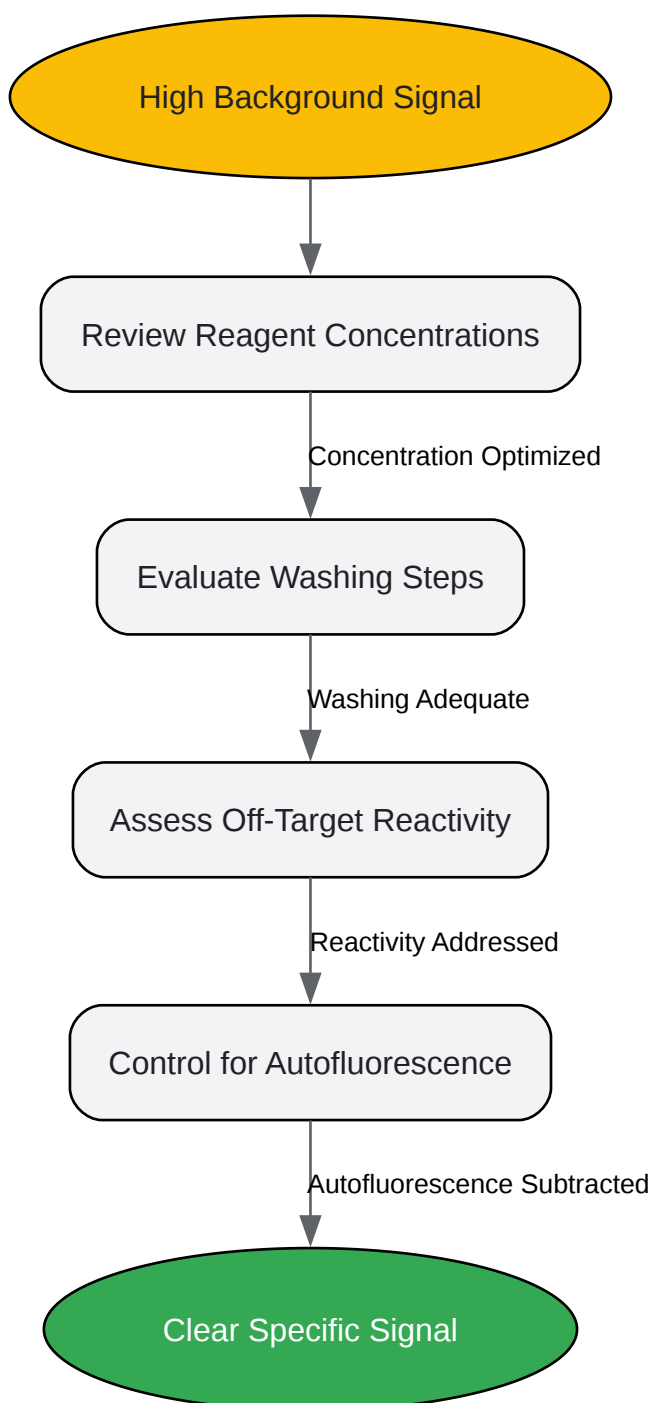 High Background Signal
Review Reagent Concentrations
Concentration Optimized
Evaluate Washing Steps
Washing Adequate
Assess Off-Target Reactivity
Reactivity Addressed
Control for Autofluorescence
Autofluorescence Subtracted
Clear Specific Signal